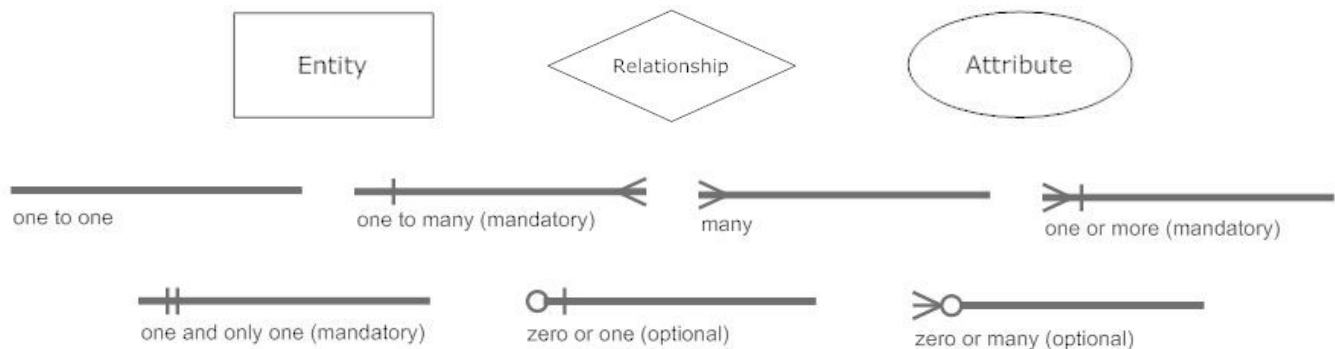 Entity
Relationship
Attribute
one to one
one to many (mandatory)
many
one or more (mandatory)
one and only one (mandatory)
zero or one (optional)
zero or many (optional)